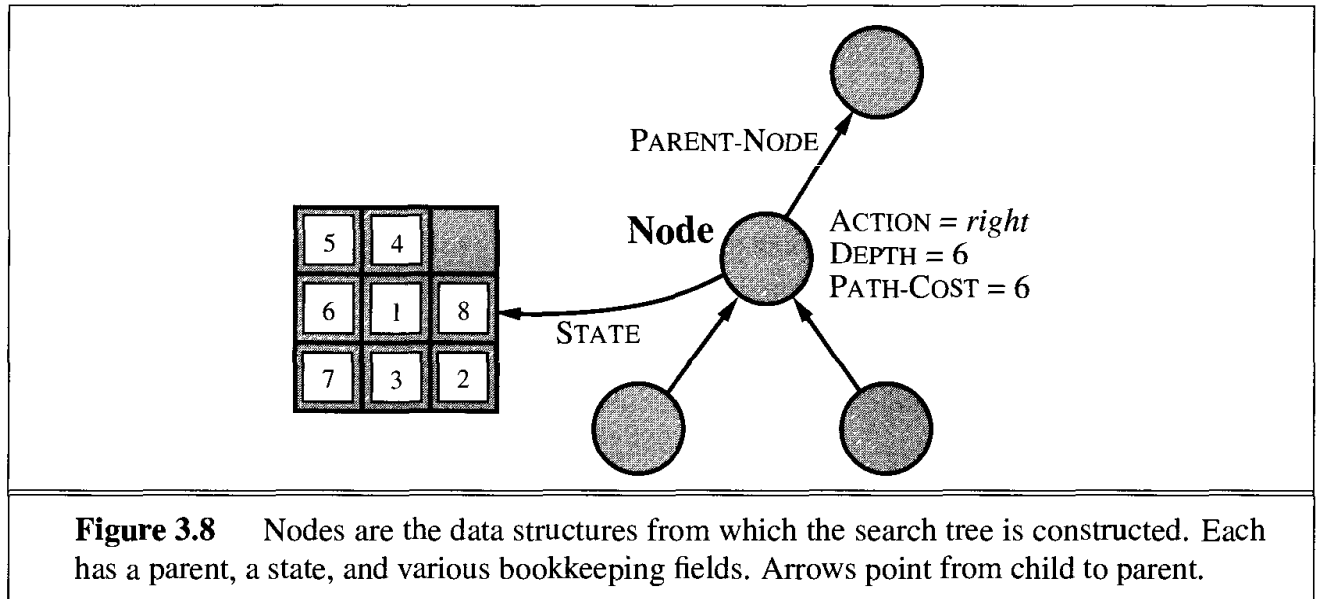 PARENT-NODE
Node
ACTION = right
DEPTH = 6
PATH-COST = 6
5 4
6 1 8
7 3 2
STATE
Figure 3.8 Nodes are the data structures from which the search tree is constructed. Each
has a parent, a state, and various bookkeeping fields. Arrows point from child to parent.